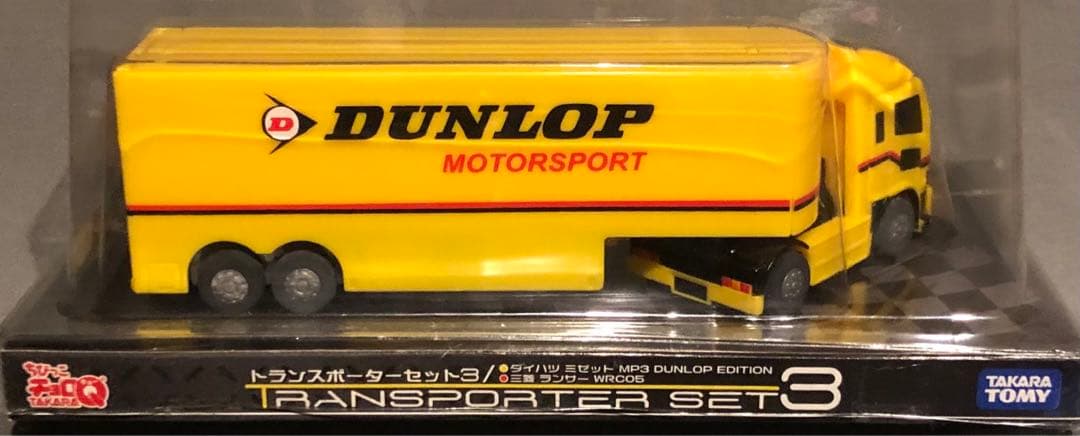 D DUNLOP
MOTORSPORT
ちびっこ
チョロQ
TAKARA
トランスポーターセット3/
●ダイハツ ミゼット MP3 DUNLOP EDITION
●三菱 ランサー WRC05
TRANSPORTER SET3
TAKARA
TOMY